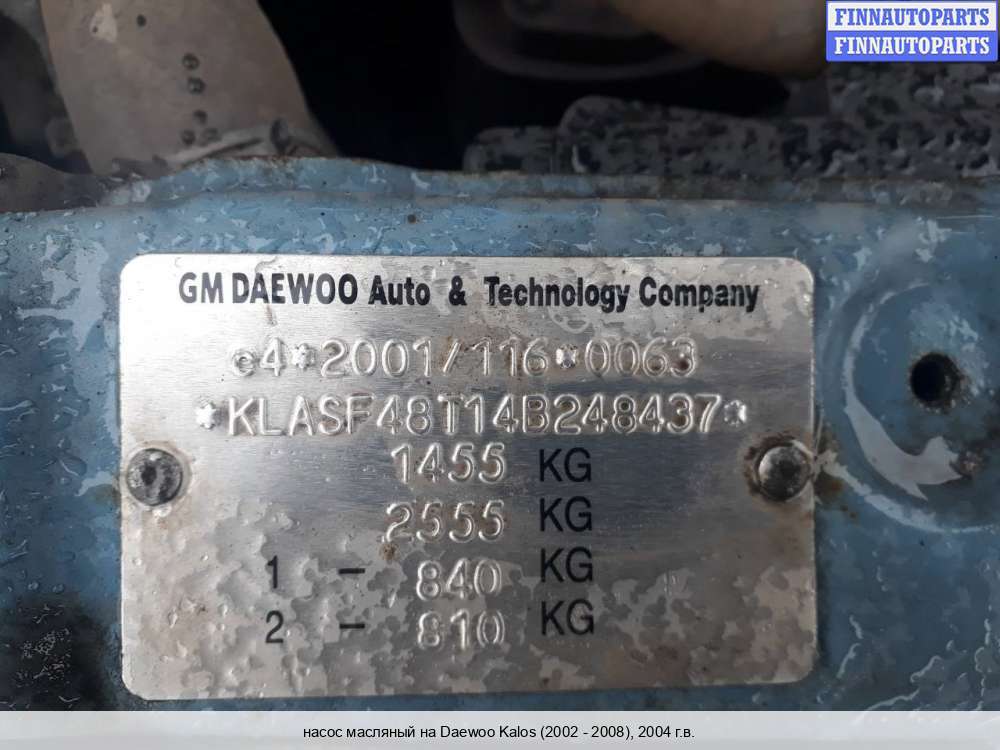 FINNAUTOPARTS
FINNAUTOPARTS
GM DAEWOO Auto & Technology Company
e4*2001/116*0063
*KLASF48T14B248437*
1455 KG
2555 KG
1 - 840 KG
2 - 810 KG
насос масляный на Daewoo Kalos (2002 - 2008), 2004 г.в.